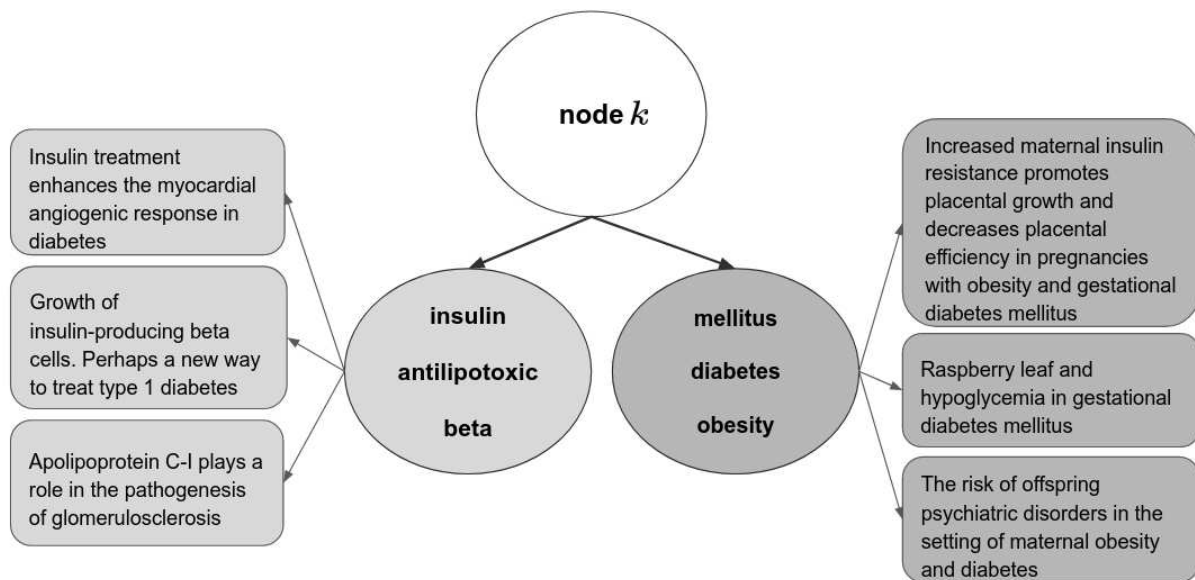 node k
Insulin treatment
enhances the myocardial
angiogenic response in
diabetes
Growth of
insulin-producing beta
cells. Perhaps a new way
to treat type 1 diabetes
Apolipoprotein C-I plays a
role in the pathogenesis
of glomerulosclerosis
insulin
antilipotoxic
beta
mellitus
diabetes
obesity
Increased maternal insulin
resistance promotes
placental growth and
decreases placental
efficiency in pregnancies
with obesity and gestational
diabetes mellitus
Raspberry leaf and
hypoglycemia in gestational
diabetes mellitus
The risk of offspring
psychiatric disorders in the
setting of maternal obesity
and diabetes